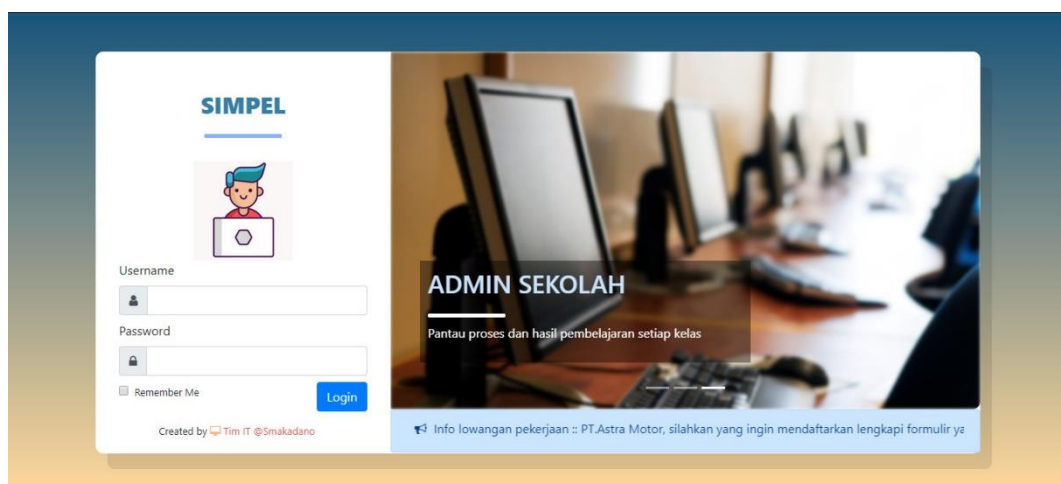 SIMPEL
Username
Password
Remember Me
Login
Created by Tim IT @Smakadano
ADMIN SEKOLAH
Pantau proses dan hasil pembelajaran setiap kelas
Info lowangan pekerjaan :: PT.Astra Motor, silahkan yang ingin mendaftarkan lengkapi formulir ya